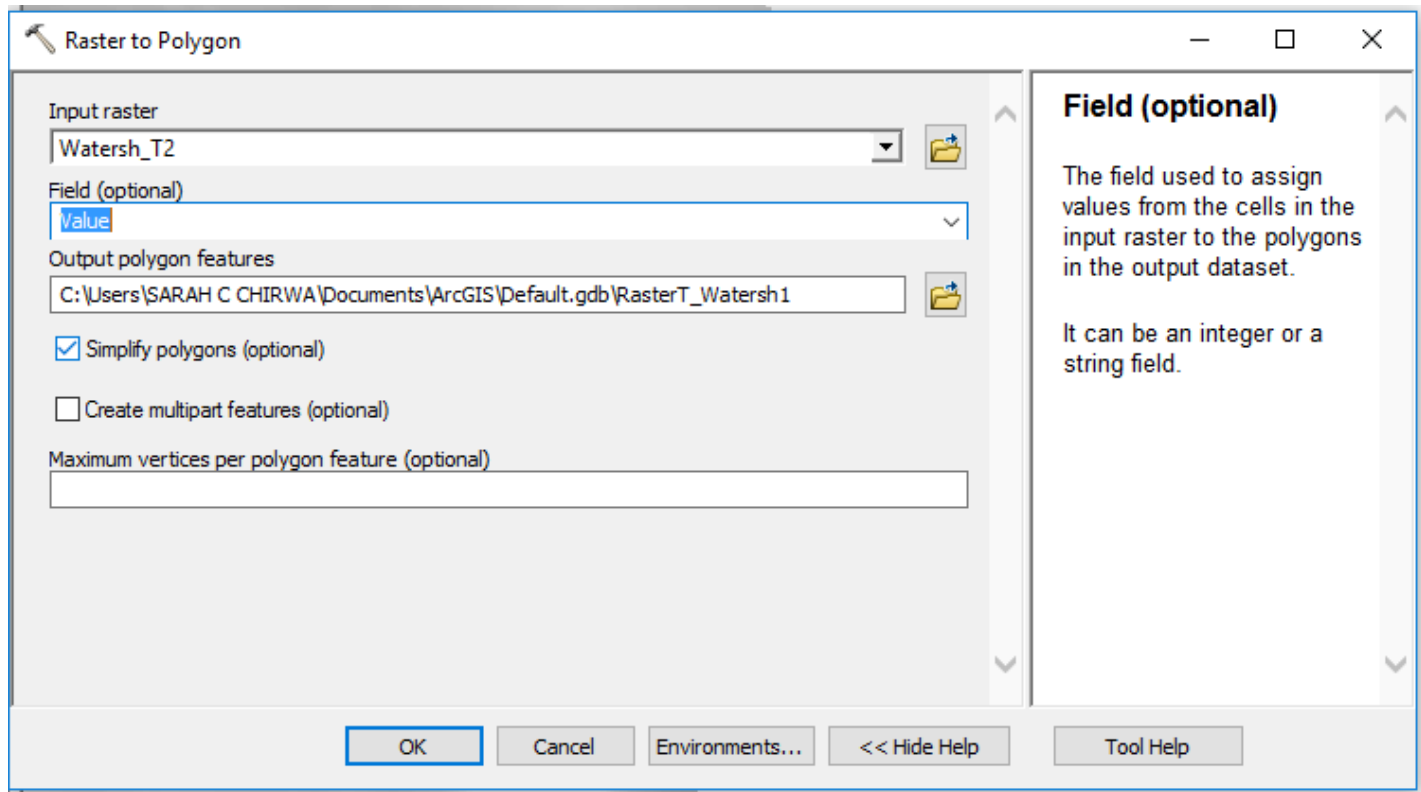 Raster to Polygon
Input raster
Watersh_T2
Field (optional)
Value
Output polygon features
C:\Users\SARAH C CHIRWA\Documents\ArcGIS\Default.gdb\RasterT_Watersh1
Simplify polygons (optional)
Create multipart features (optional)
Maximum vertices per polygon feature (optional)
Field (optional)
The field used to assign
values from the cells in the
input raster to the polygons
in the output dataset.
It can be an integer or a
string field.
OK
Cancel
Environments...
<< Hide Help
Tool Help